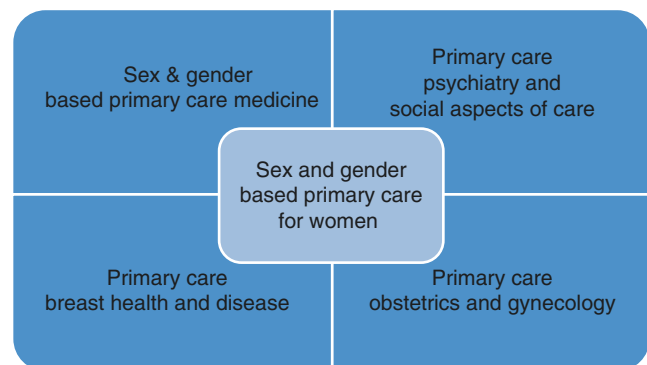 Sex & gender
based primary care medicine
Primary care
psychiatry and
social aspects of care
Sex and gender
based primary care
for women
Primary care
breast health and disease
Primary care
obstetrics and gynecology